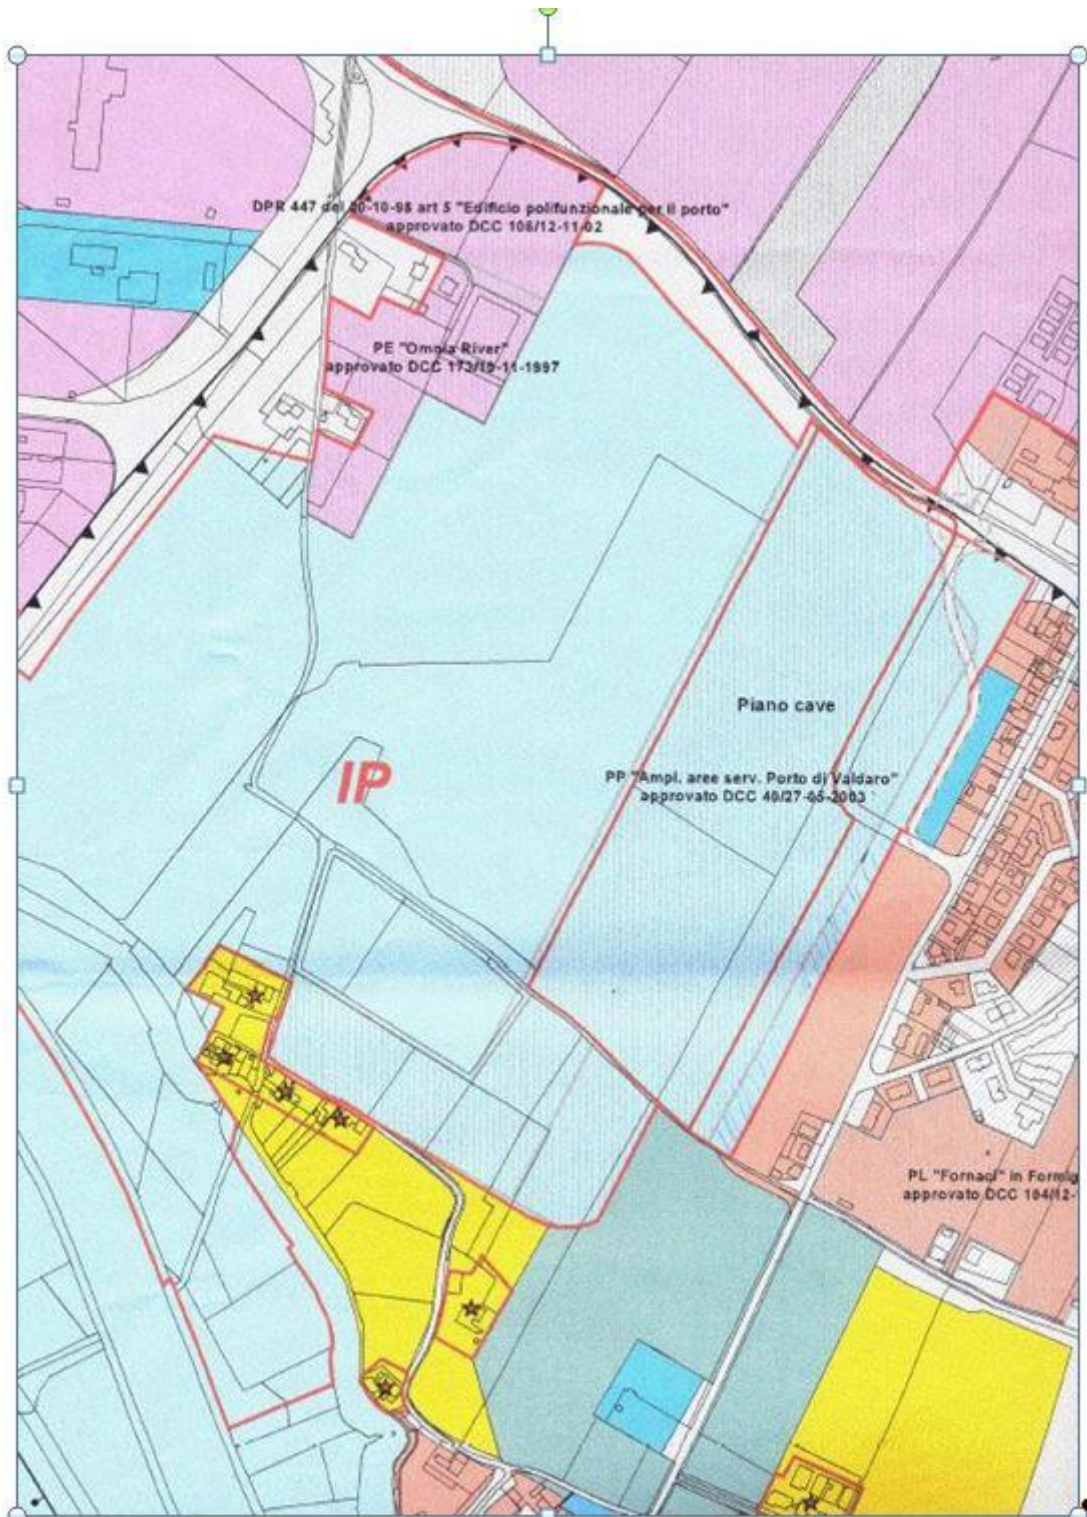 DPR 447 del 20-10-98 art 5 "Edificio polifunzionale per il porto"
approvato DCC 108/12-11-02
PE "Omnia River"
approvato DCC 173/19-11-1997
Piano cave
IP
PP "Ampl. aree serv. Porto di Valdaro"
approvato DCC 40/27-05-2003
PL "Fornaci" in Formig
approvato DCC 184/12-